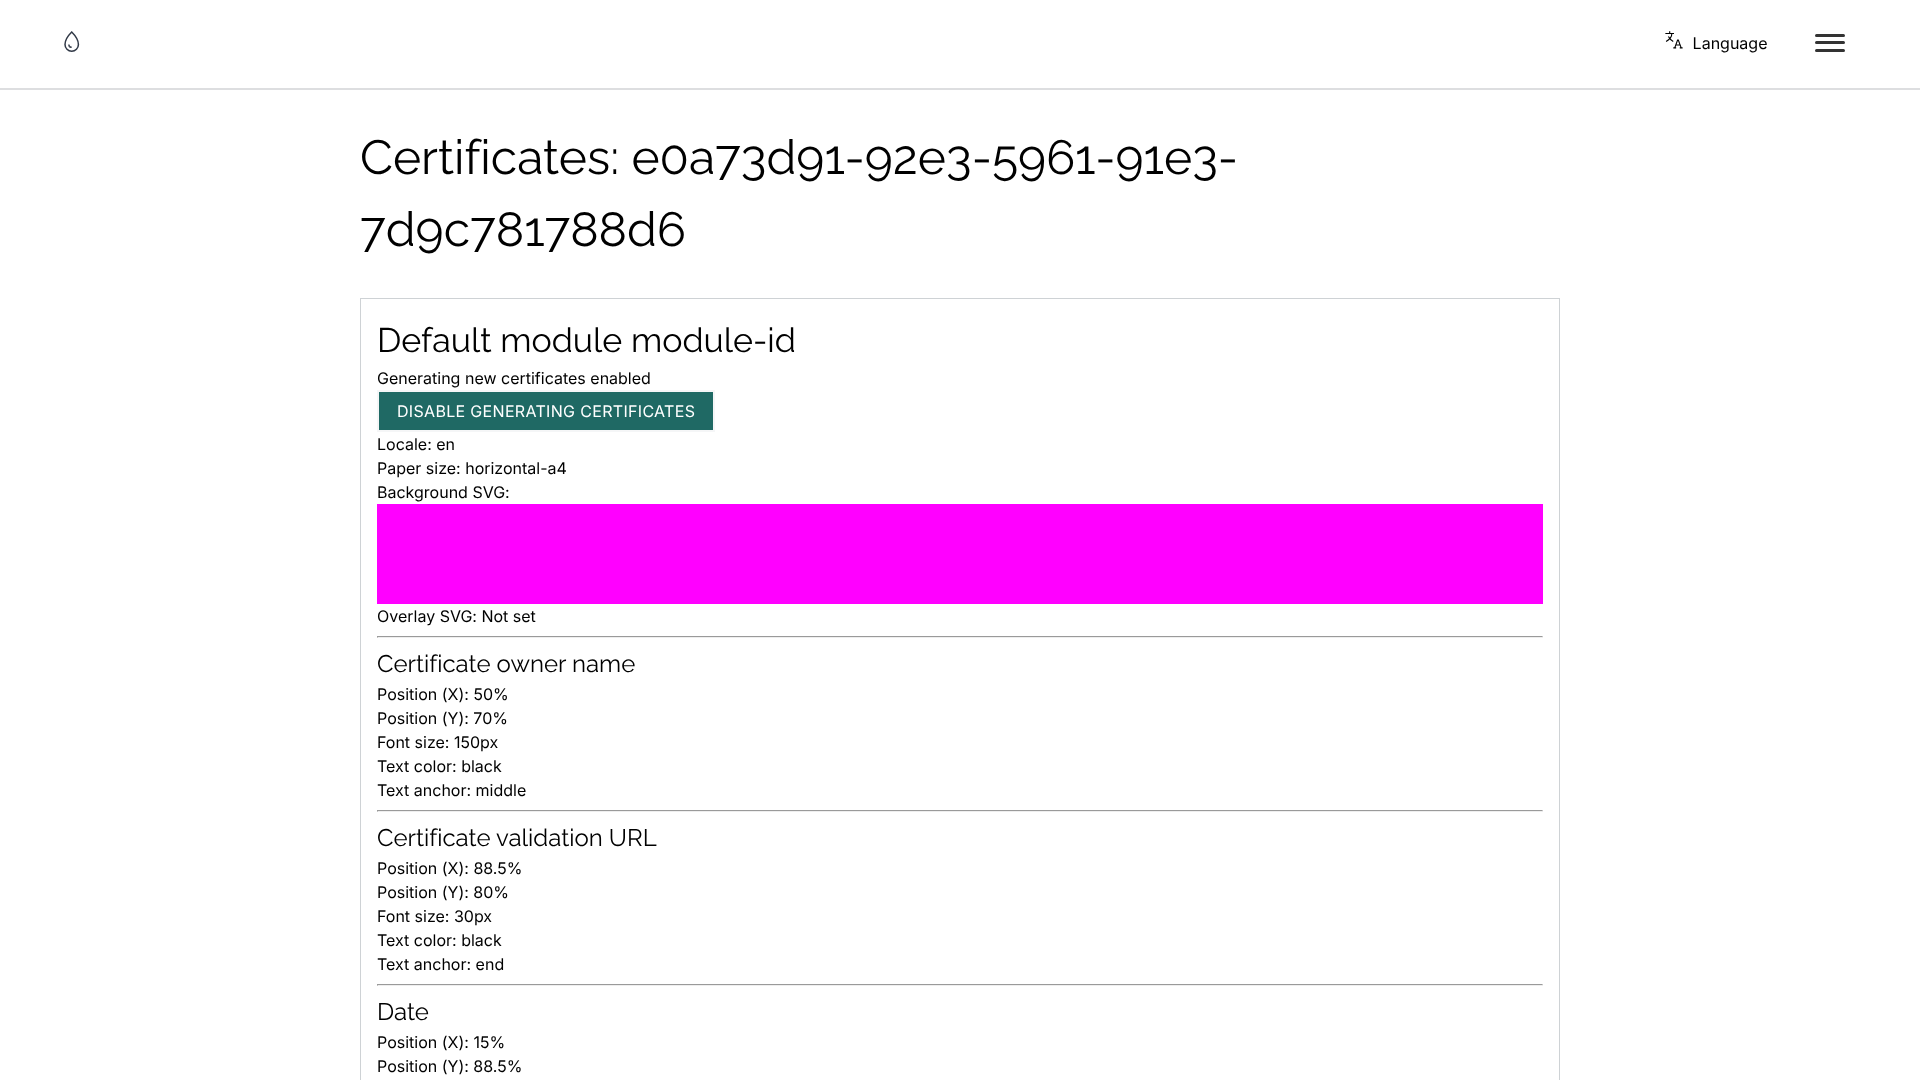 Language
Certificates: e0a73d91-92e3-5961-91e3-
7d9c781788d6
Default module module-id
Generating new certificates enabled
DISABLE GENERATING CERTIFICATES
Locale: en
Paper size: horizontal-a4
Background SVG:
Overlay SVG: Not set
Certificate owner name
Position (X): 50%
Position (Y): 70%
Font size: 150px
Text color: black
Text anchor: middle
Certificate validation URL
Position (X): 88.5%
Position (Y): 80%
Font size: 30px
Text color: black
Text anchor: end
Date
Position (X): 15%
Position (Y): 88.5%